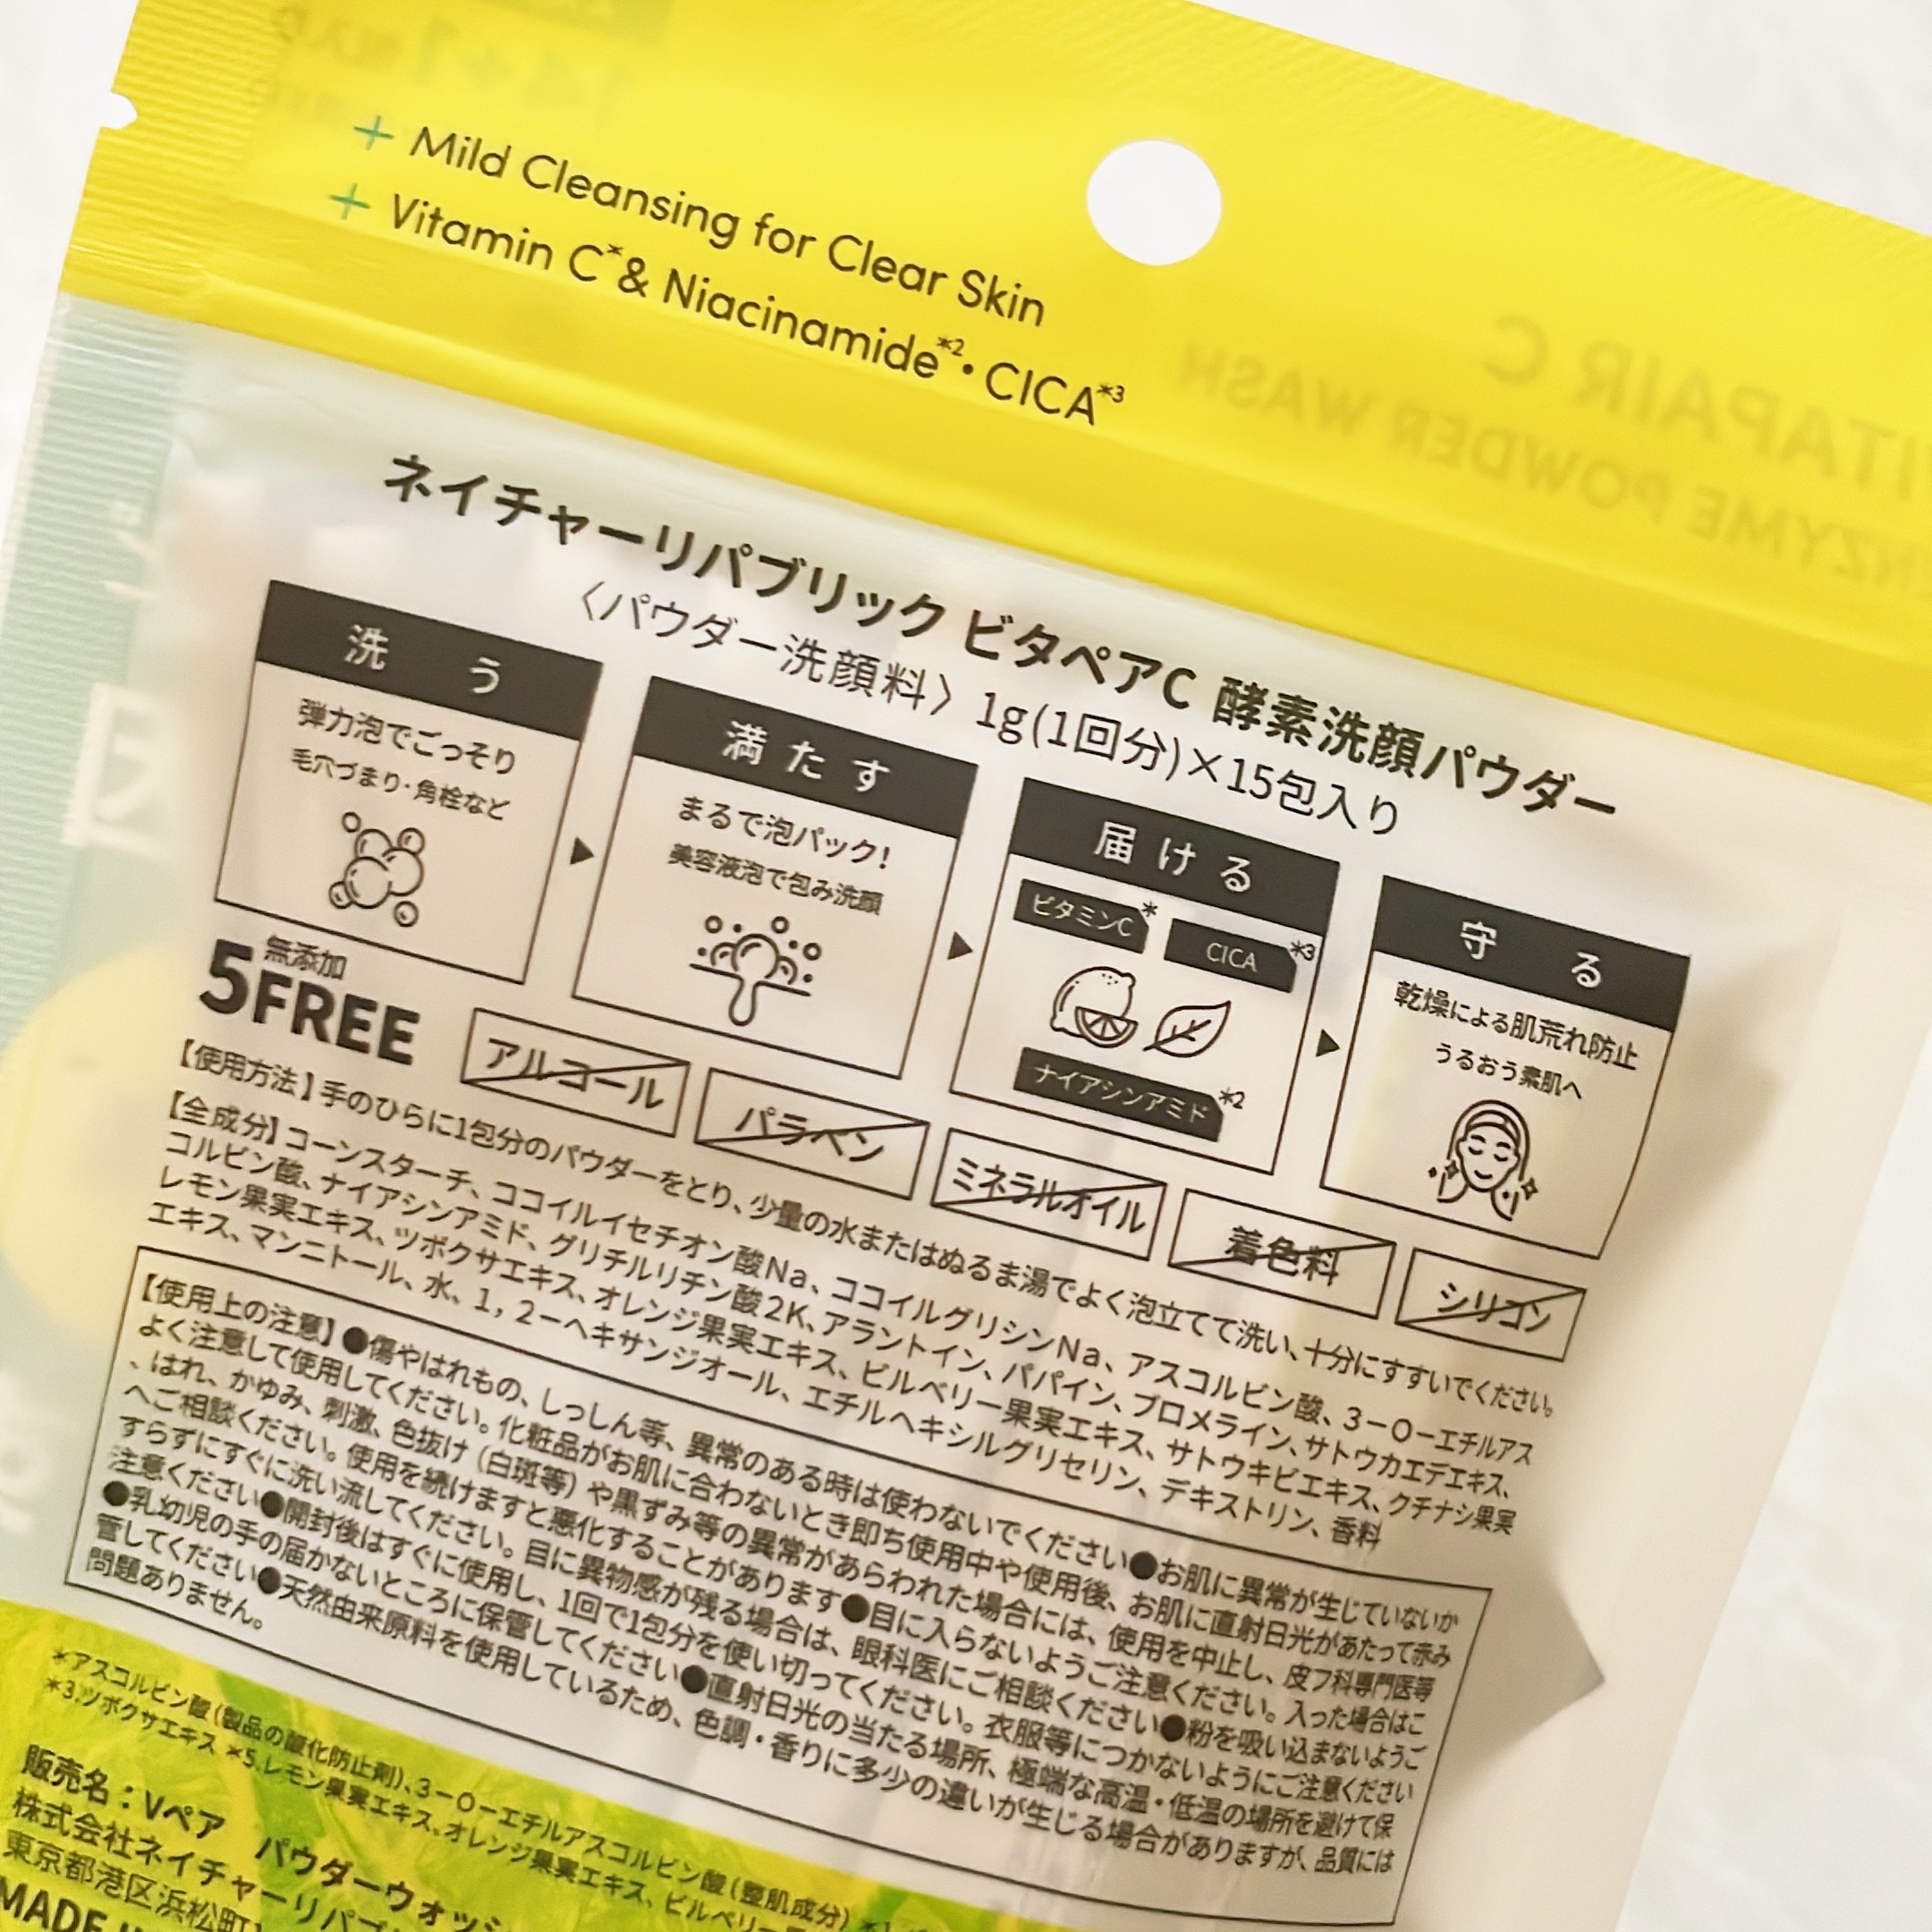 + Mild Cleansing for Clear Skin
+ Vitamin C*& Niacinamide*2・CICA*3
VITAPAIR C
ENZYME POWDER WASH
ネイチャーリパブリック ビタペアC 酵素洗顔パウダー
〈パウダー洗顔料〉1g(1回分)×15包入り
洗う
弾力泡でごっそり
毛穴づまり・角栓など
満たす
まるで泡パック!
美容液泡で包み洗顔
届ける
ビタミンC*
CICA*3
ナイアシンアミド*2
守る
乾燥による肌荒れ防止
うるおう素肌へ
無添加
5FREE
アルコール
パラベン
ミネラルオイル
着色料
シリコン
【使用方法】手のひらに1包分のパウダーをとり、少量の水またはぬるま湯でよく泡立てて洗い、十分にすすいでください。
【全成分】コーンスターチ、ココイルイセチオン酸Na、ココイルグリシンNa、アスコルビン酸、3－O－エチルアス
コルビン酸、ナイアシンアミド、グリチルリチン酸2K、アラントイン、パパイン、ブロメライン、サトウカエデエキス、
レモン果実エキス、ツボクサエキス、オレンジ果実エキス、ビルベリー果実エキス、サトウキビエキス、クチナシ果実
エキス、マンニトール、水、1，2－ヘキサンジオール、エチルヘキシルグリセリン、デキストリン、香料
【使用上の注意】●傷やはれもの、しっしん等、異常のある時は使わないでください●お肌に異常が生じていないか
よく注意して使用してください。化粧品がお肌に合わないとき即ち使用中や使用後、お肌に直射日光があたって赤み
、はれ、かゆみ、刺激、色抜け（白斑等）や黒ずみ等の異常があらわれた場合には、使用を中止し、皮フ科専門医等
へご相談ください。使用を続けますと悪化することがあります●目に入らないようご注意ください。入った場合はこ
すらずにすぐに洗い流してください。目に異物感が残る場合は、眼科医にご相談ください●粉を吸い込まないようご
注意ください●開封後はすぐに使用し、1回で1包分を使い切ってください。衣服等につかないようにご注意ください
●乳幼児の手の届かないところに保管してください●直射日光の当たる場所、極端な高温・低温の場所を避けて保
管してください●天然由来原料を使用しているため、色調・香りに多少の違いが生じる場合がありますが、品質には
問題ありません。
*アスコルビン酸(製品の酸化防止剤)、3－O－エチルアスコルビン酸(整肌成分)
*3.ツボクサエキス *5.レモン果実エキス、オレンジ果実エキス、ビルベリー
販売名：Vペア パウダーウォッシ
株式会社ネイチャーリパブ
東京都港区浜松町
MADE